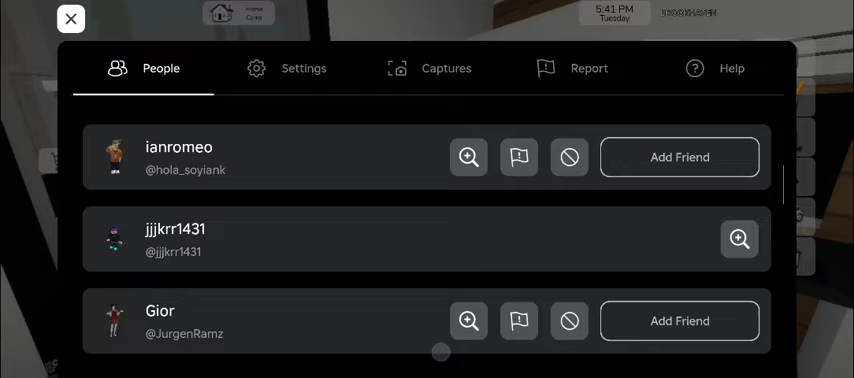 5:41 PM
Tuesday
BROOKHAVEN
People
Settings
Captures
Report
Help
ianromeo
@hola_soyiank
Add Friend
jjjkrr1431
@jjjkrr1431
Gior
@JurgenRamz
Add Friend